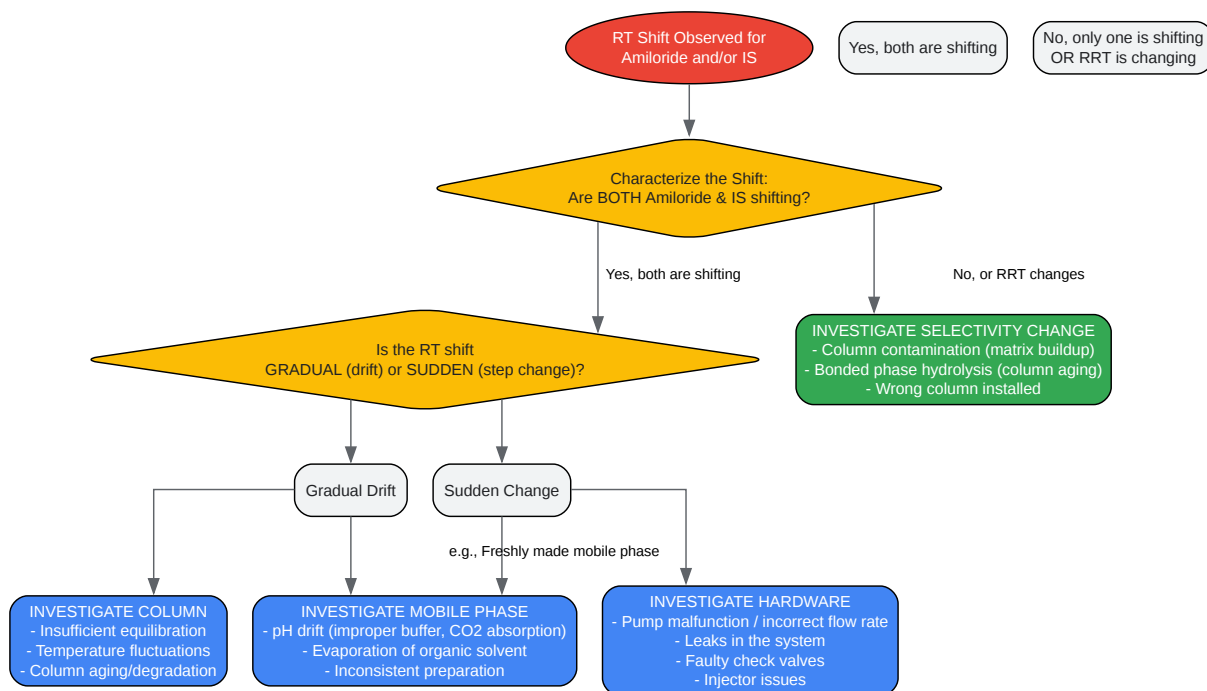 RT Shift Observed for
Amiloride and/or IS
Yes, both are shifting
No, only one is shifting
OR RRT is changing
Characterize the Shift:
Are BOTH Amiloride & IS shifting?
Yes, both are shifting
No, or RRT changes
Is the RT shift
GRADUAL (drift) or SUDDEN (step change)?
INVESTIGATE SELECTIVITY CHANGE
- Column contamination (matrix buildup)
- Bonded phase hydrolysis (column aging)
- Wrong column installed
Gradual Drift
Sudden Change
e.g., Freshly made mobile phase
INVESTIGATE COLUMN
- Insufficient equilibration
- Temperature fluctuations
- Column aging/degradation
INVESTIGATE MOBILE PHASE
- pH drift (improper buffer, CO2 absorption)
- Evaporation of organic solvent
- Inconsistent preparation
INVESTIGATE HARDWARE
- Pump malfunction / incorrect flow rate
- Leaks in the system
- Faulty check valves
- Injector issues